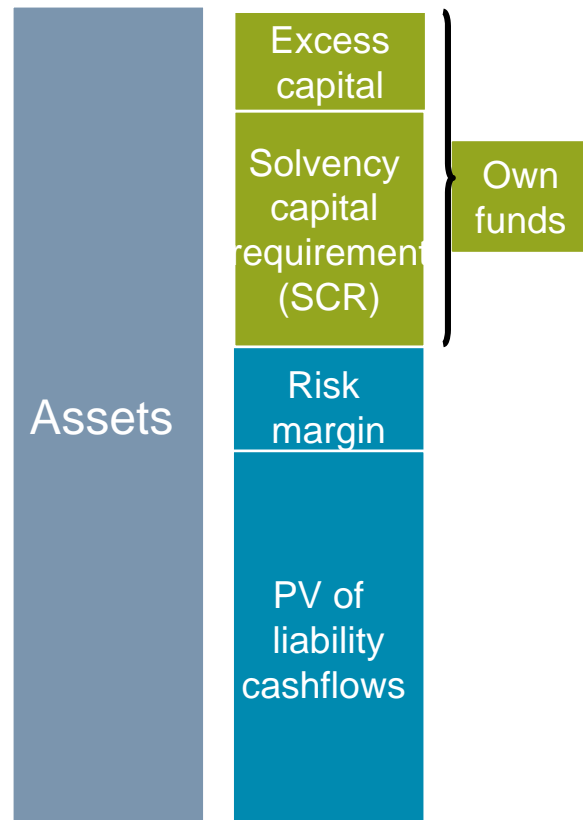 Assets
Excess
capital
Solvency
capital
requirement
(SCR)
Own
funds
Risk
margin
PV of
liability
cashflows